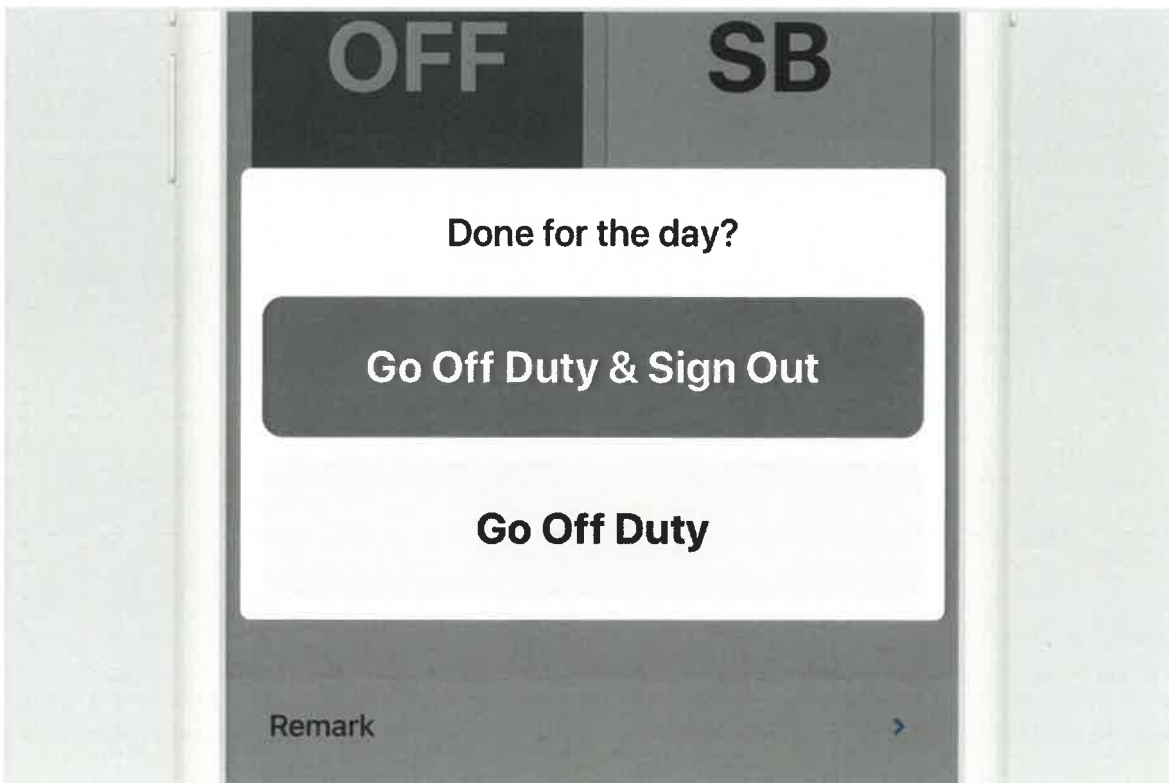 OFF
SB
Done for the day?
Go Off Duty & Sign Out
Go Off Duty
Remark